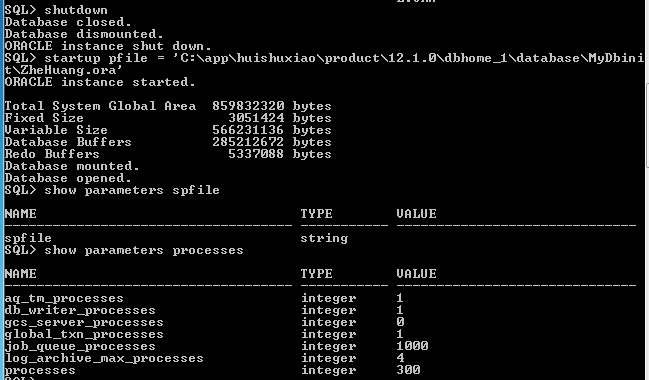 SQL> shutdown
Database closed.
Database dismounted.
ORACLE instance shut down.
SQL> startup pfile = 'C:\app\huishuxiao\product\12.1.0\dbhome_1\database\MyDbini
t\ZheHuang.ora'
ORACLE instance started.
Total System Global Area 859832320 bytes
Fixed Size 3051424 bytes
Variable Size 566231136 bytes
Database Buffers 285212672 bytes
Redo Buffers 5337088 bytes
Database mounted.
Database opened.
SQL> show parameters spfile
NAME TYPE VALUE
------------------------------------ ----------- ------------------------------
spfile string
SQL> show parameters processes
NAME TYPE VALUE
------------------------------------ ----------- ------------------------------
aq_tm_processes integer 1
db_writer_processes integer 1
gcs_server_processes integer 0
global_txn_processes integer 1
job_queue_processes integer 1000
log_archive_max_processes integer 4
processes integer 300